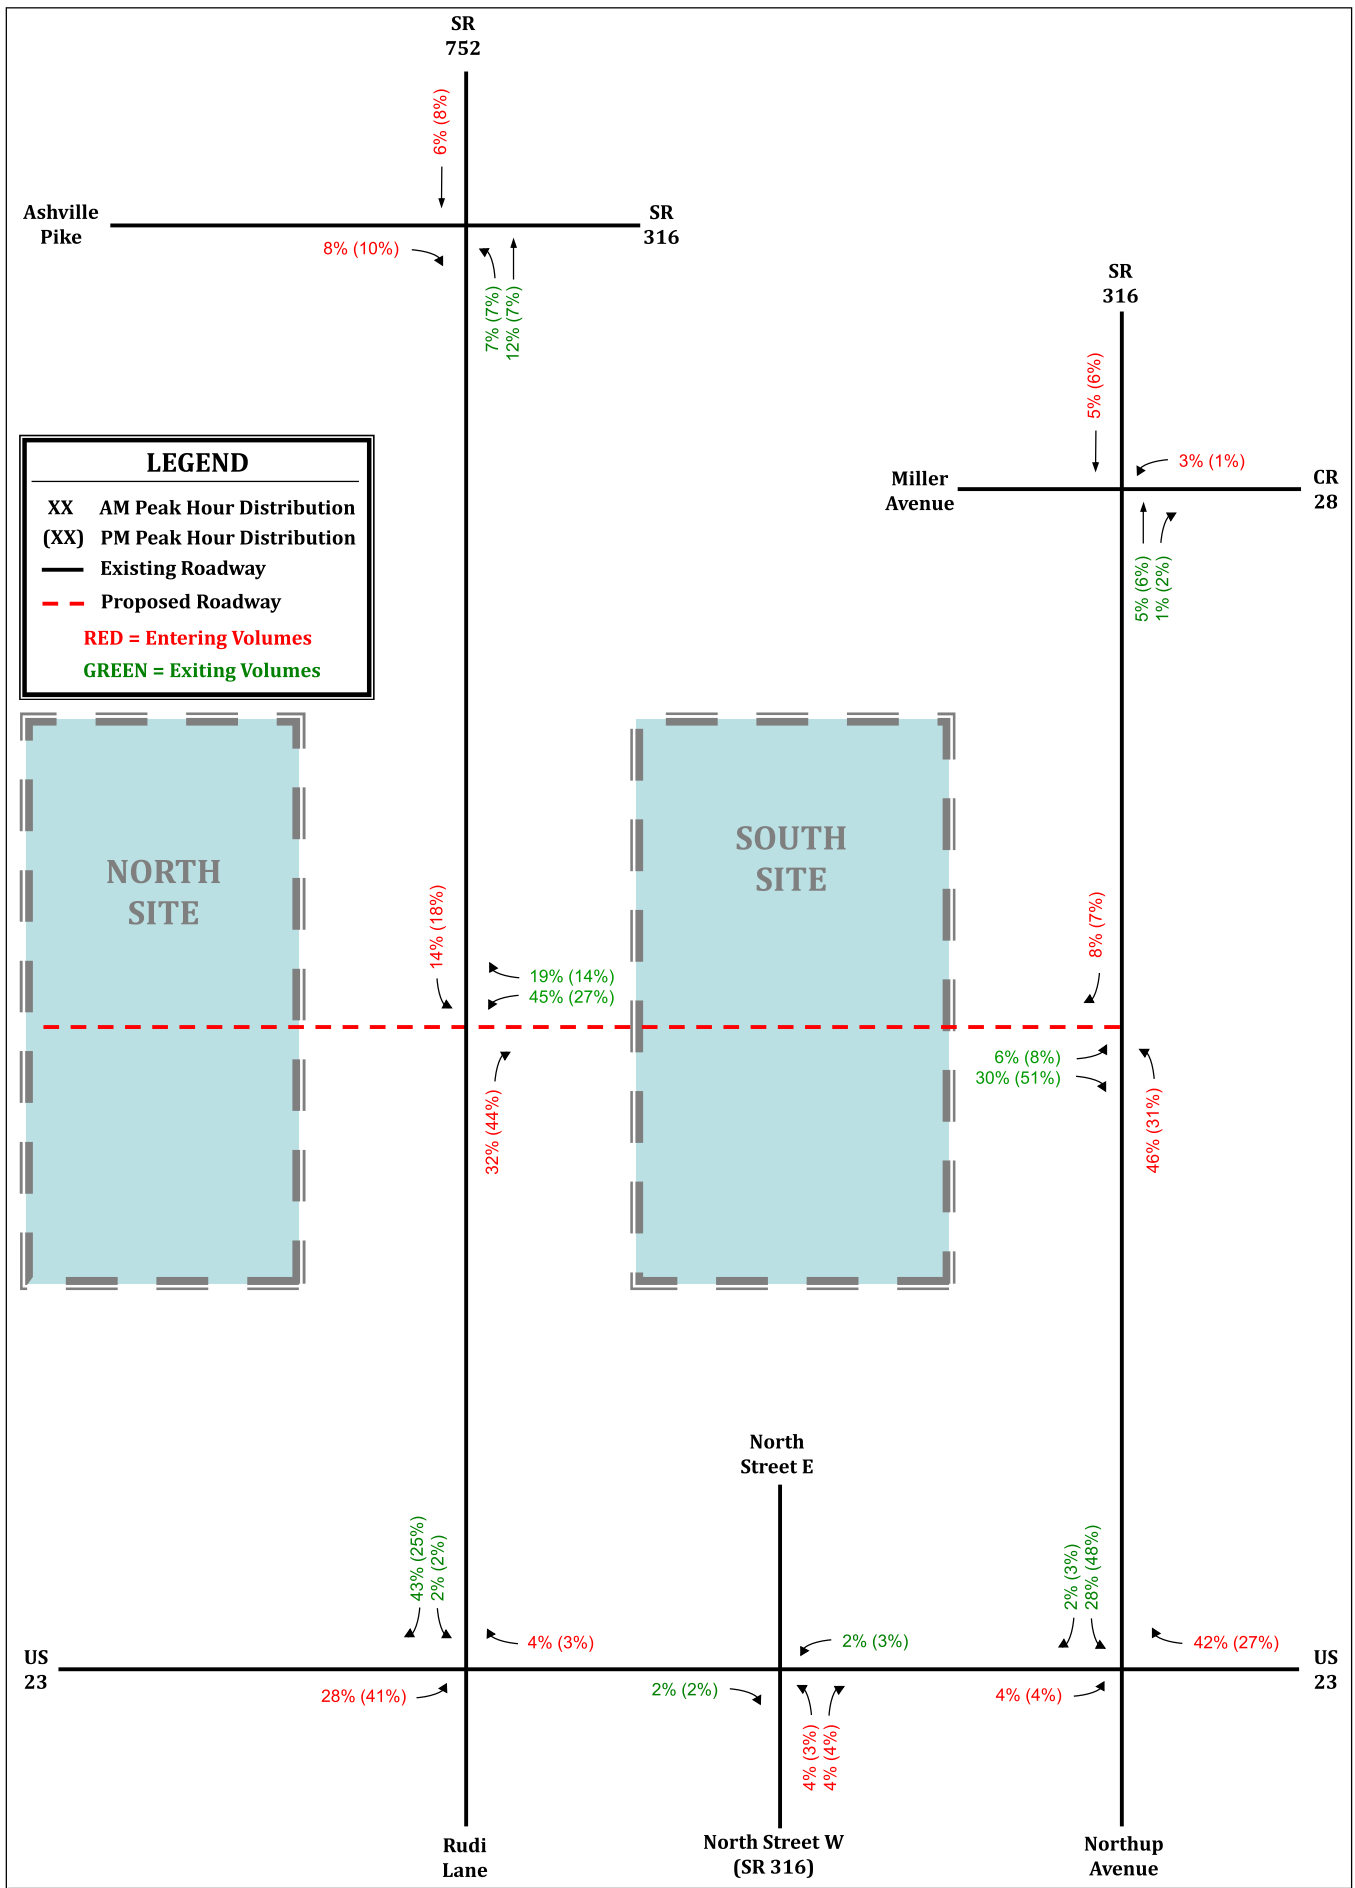 SR
752
6% (8%)
Ashville
Pike
SR
316
8% (10%)
7% (7%)
12% (7%)
SR
316
5% (6%)
3% (1%)
Miller
Avenue
CR
28
5% (6%)
1% (2%)
LEGEND
XX AM Peak Hour Distribution
(XX) PM Peak Hour Distribution
Existing Roadway
Proposed Roadway
RED = Entering Volumes
GREEN = Exiting Volumes
NORTH
SITE
SOUTH
SITE
14% (18%)
19% (14%)
45% (27%)
32% (44%)
8% (7%)
6% (8%)
30% (51%)
46% (31%)
North
Street E
43% (25%)
2% (2%)
4% (3%)
US
23
28% (41%)
2% (3%)
2% (2%)
4% (3%)
4% (4%)
2% (3%)
28% (48%)
42% (27%)
4% (4%)
US
23
Rudi
Lane
North Street W
(SR 316)
Northup
Avenue